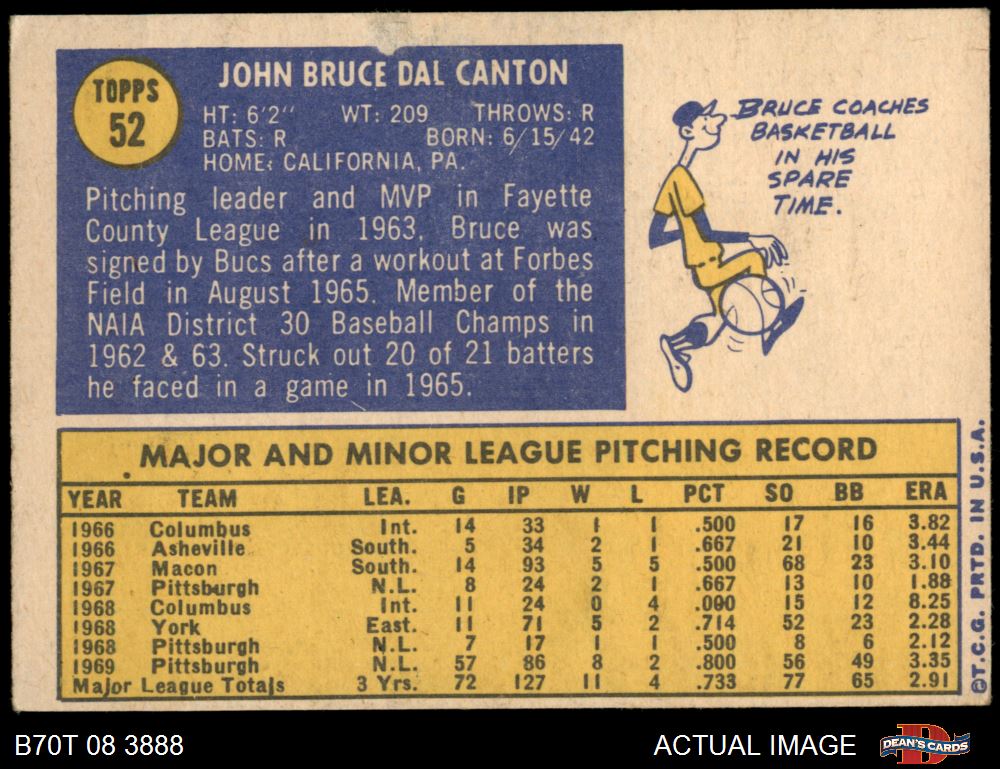 TOPPS
52
JOHN BRUCE DAL CANTON
HT: 6'2'' WT: 209 THROWS: R
BATS: R BORN: 6/15/42
HOME: CALIFORNIA, PA.
Pitching leader and MVP in Fayette
County League in 1963, Bruce was
signed by Bucs after a workout at Forbes
Field in August 1965. Member of the
NAIA District 30 Baseball Champs in
1962 & 63. Struck out 20 of 21 batters
he faced in a game in 1965.
BRUCE COACHES
BASKETBALL
IN HIS
SPARE
TIME.
MAJOR AND MINOR LEAGUE PITCHING RECORD
YEAR TEAM LEA. G IP W L PCT SO BB ERA
1966 Columbus Int. 14 33 1 1 .500 17 16 3.82
1966 Asheville South. 5 34 2 1 .667 21 10 3.44
1967 Macon South. 14 93 5 5 .500 68 23 3.10
1967 Pittsburgh N.L. 8 24 2 1 .667 13 10 1.88
1968 Columbus Int. 11 24 0 4 .000 15 12 8.25
1968 York East. 11 71 5 2 .714 52 23 2.28
1968 Pittsburgh N.L. 7 17 1 1 .500 8 6 2.12
1969 Pittsburgh N.L. 57 86 8 2 .800 56 49 3.35
Major League Totals 3 Yrs. 72 127 11 4 .733 77 65 2.91
©T.C.G. PRTD. IN U.S.A.
B70T 08 3888
ACTUAL IMAGE
D
DEAN'S CARDS